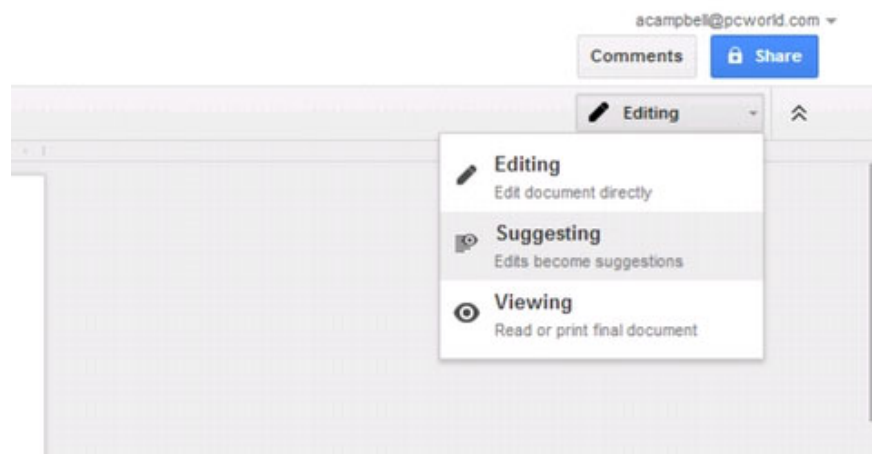 acampbell@pcworld.com
Comments
Share
Editing
Editing
Edit document directly
Suggesting
Edits become suggestions
Viewing
Read or print final document